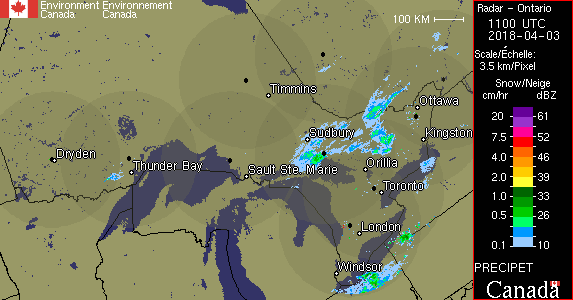 Environment Environnement
Canada Canada
100 KM
Timmins
Ottawa
Sudbury
Kingston
Dryden
Thunder Bay
Sault Ste. Marie
Orillia
Toronto
London
Windsor
Radar - Ontario
1100 UTC
2018-04-03
Scale/Échelle:
3.5 km/Pixel
Snow/Neige
cm/hr dBZ
20 61
7.5 52
4.0 46
2.0 39
1.0 33
0.5 26
0.1 10
PRECIPET
Canada